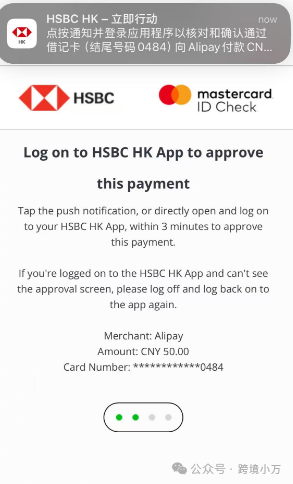 HSBC HK – 立即行动
now
点按通知并登录应用程序以核对和确认通过
借记卡（结尾号码 0484）向 Alipay 付款 CN...
HK
HSBC
mastercard
ID Check
Log on to HSBC HK App to approve
this payment
Tap the push notification, or directly open and log on
to your HSBC HK App, within 3 minutes to approve
this payment.
If you're logged on to the HSBC HK App and can't see
the approval screen, please log off and log back on to
the app again.
Merchant: Alipay
Amount: CNY 50.00
Card Number: ************0484
公众号 · 跨境小万